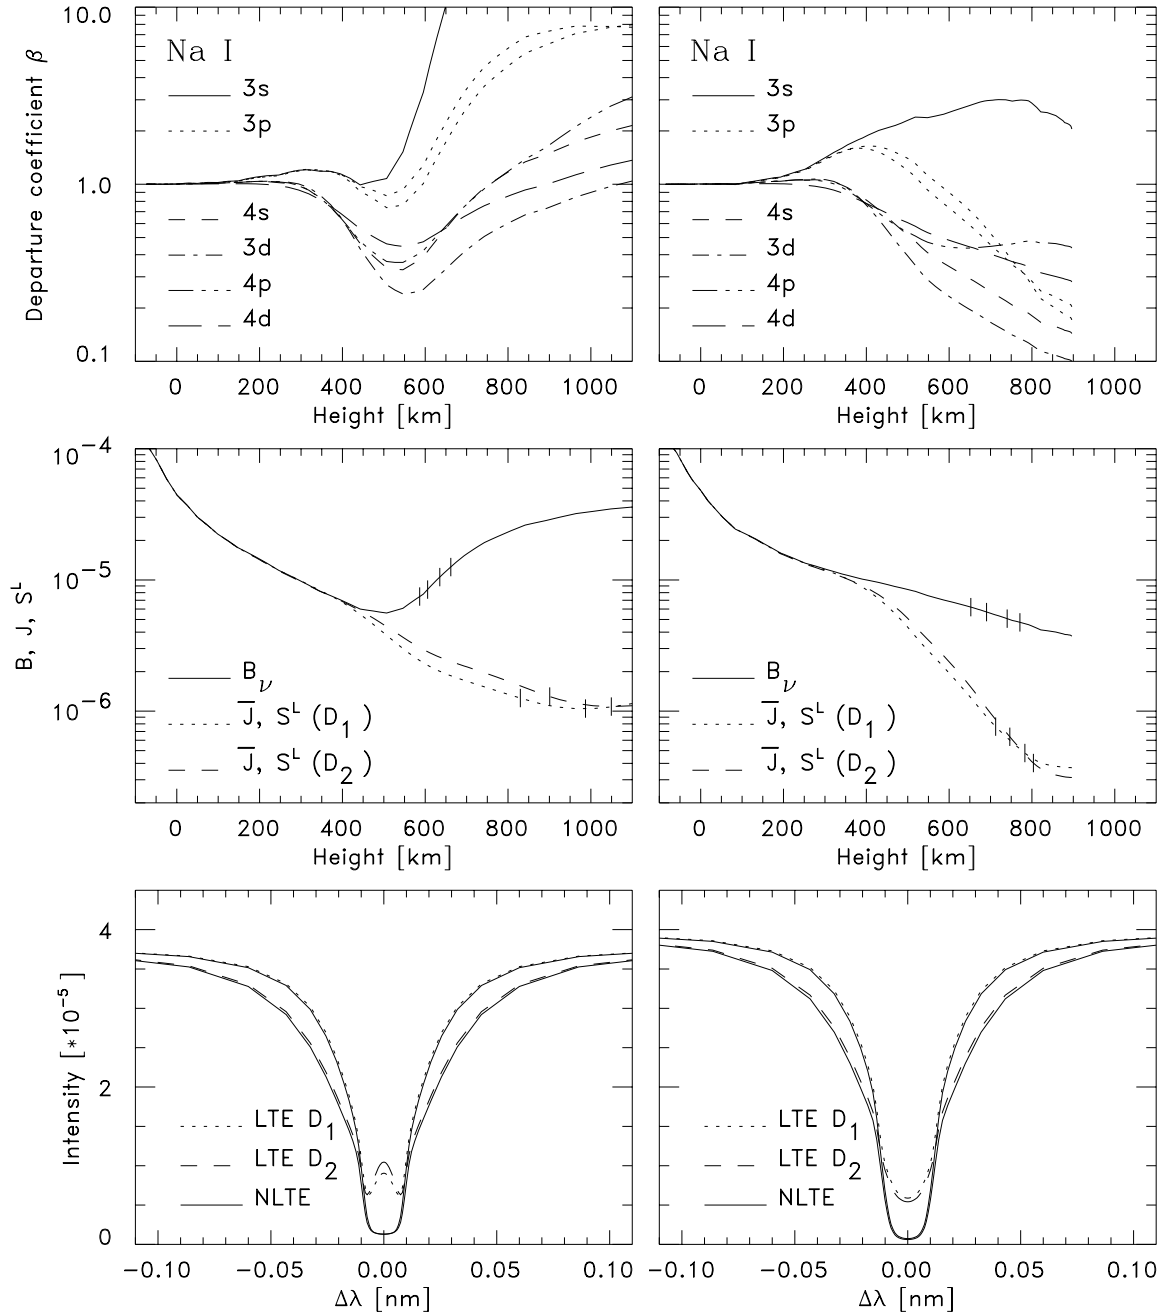 10.0
1.0
0.1
Departure coefficient β
Na I
3s
3p
4s
3d
4p
4d
0 200 400 600 800 1000
Height [km]
Na I
3s
3p
4s
3d
4p
4d
0 200 400 600 800 1000
Height [km]
10⁻⁴
10⁻⁵
10⁻⁶
B, J, Sᴸ
Bν
J̅, Sᴸ (D₁ )
J̅, Sᴸ (D₂ )
0 200 400 600 800 1000
Height [km]
Bν
J̅, Sᴸ (D₁ )
J̅, Sᴸ (D₂ )
0 200 400 600 800 1000
Height [km]
4
2
0
Intensity [*10⁻⁵]
LTE D₁
LTE D₂
NLTE
-0.10 -0.05 0.00 0.05 0.10
Δλ [nm]
LTE D₁
LTE D₂
NLTE
-0.10 -0.05 0.00 0.05 0.10
Δλ [nm]